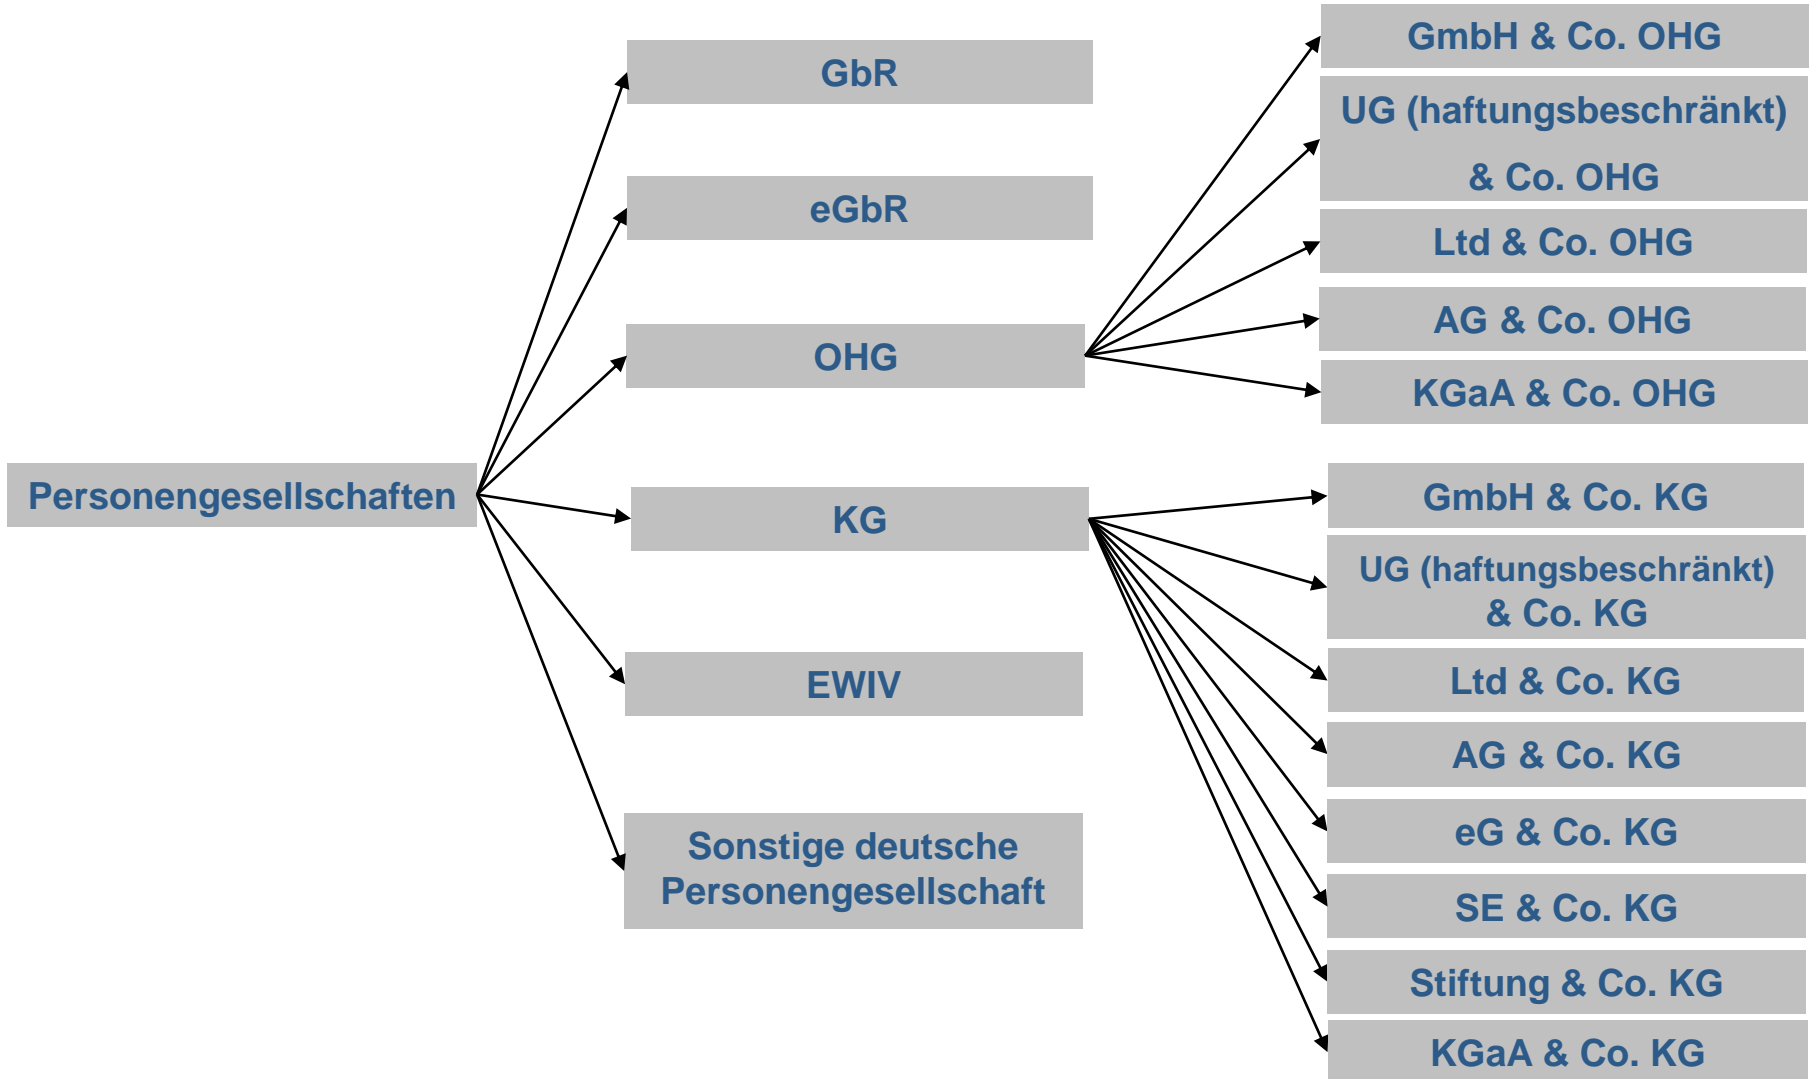 Personengesellschaften
GbR
eGbR
OHG
KG
EWIV
Sonstige deutsche
Personengesellschaft
GmbH & Co. OHG
UG (haftungsbeschränkt)
& Co. OHG
Ltd & Co. OHG
AG & Co. OHG
KGaA & Co. OHG
GmbH & Co. KG
UG (haftungsbeschränkt)
& Co. KG
Ltd & Co. KG
AG & Co. KG
eG & Co. KG
SE & Co. KG
Stiftung & Co. KG
KGaA & Co. KG